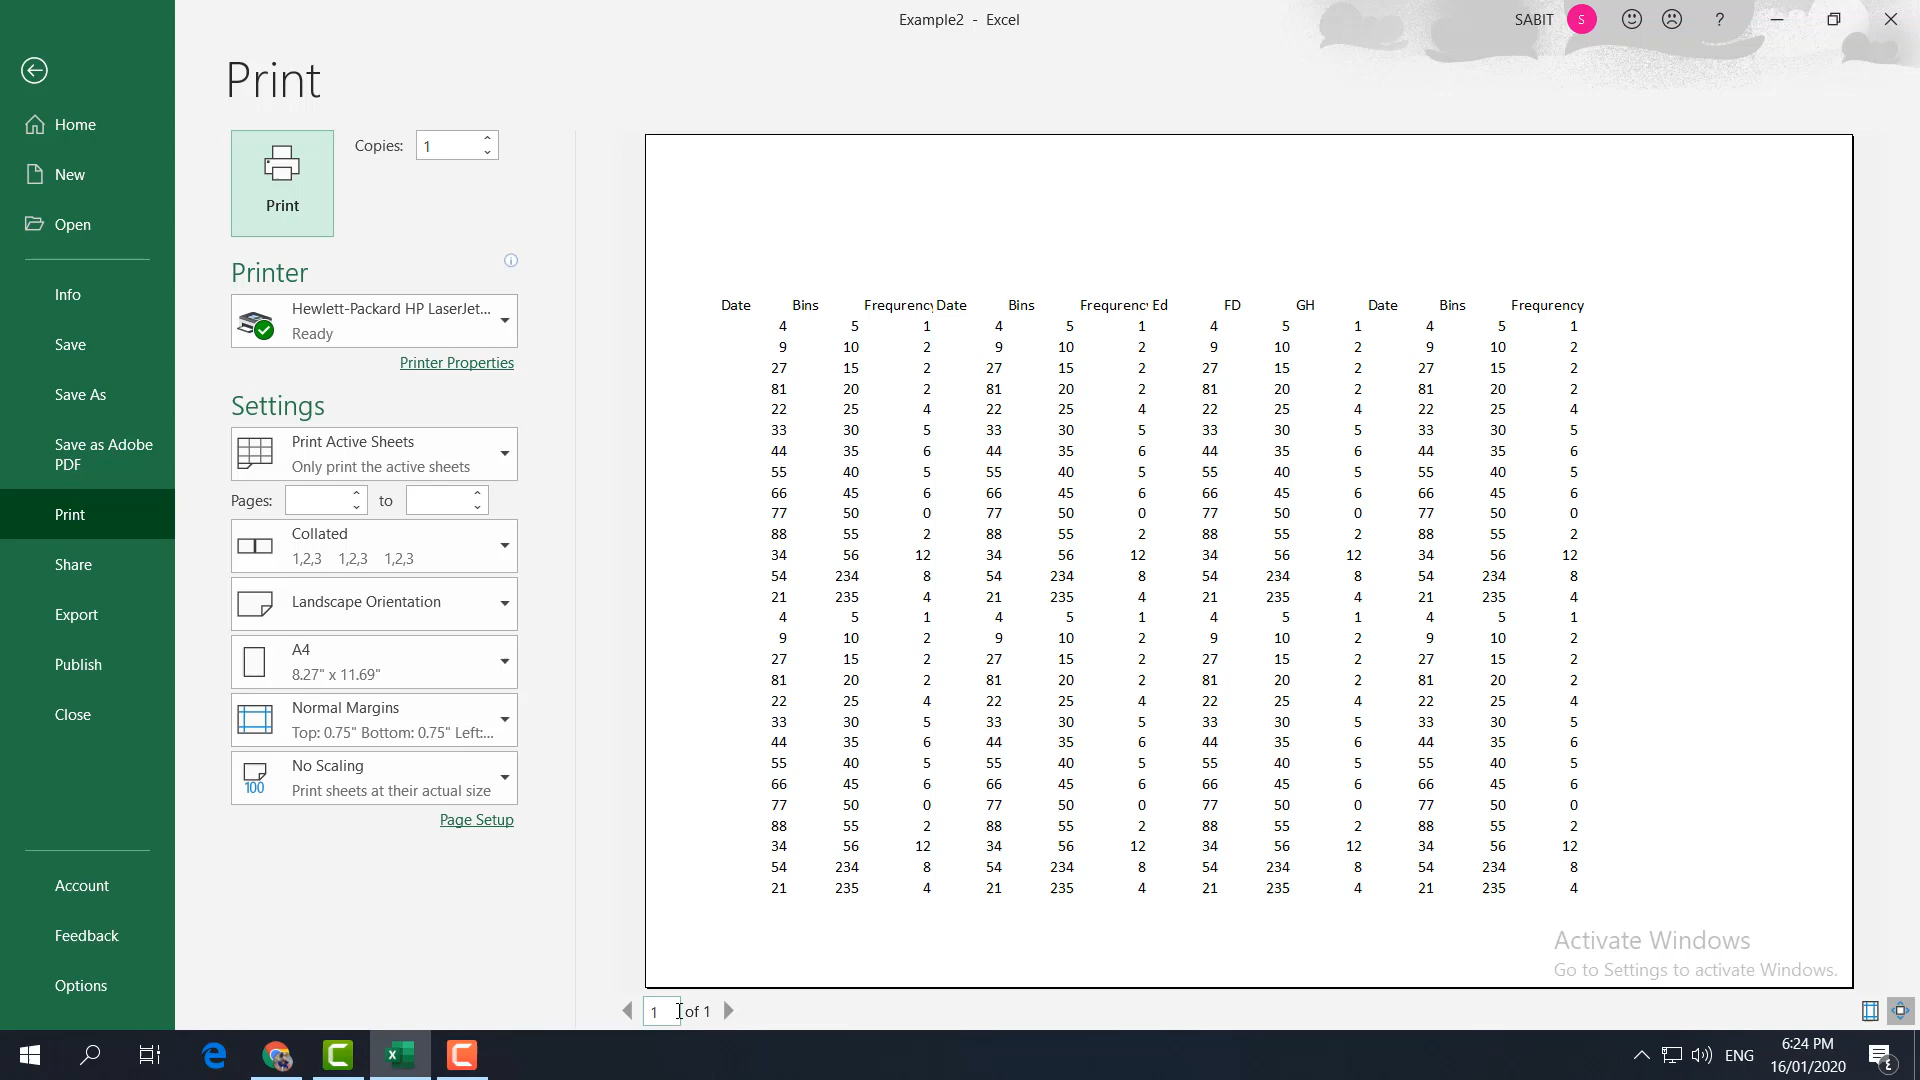 Example2 - Excel
SABIT
S
?
Print
Home
New
Open
Info
Save
Save As
Save as Adobe
PDF
Print
Share
Export
Publish
Close
Account
Feedback
Options
Print
Copies:
1
Printer
Hewlett-Packard HP LaserJet...
Ready
Printer Properties
Settings
Print Active Sheets
Only print the active sheets
Pages:
to
Collated
1,2,3 1,2,3 1,2,3
Landscape Orientation
A4
8.27" x 11.69"
Normal Margins
Top: 0.75" Bottom: 0.75" Left:...
100
No Scaling
Print sheets at their actual size
Page Setup
Date Bins Frequrency Date Bins Frequrency Ed FD GH Date Bins Frequrency
4 5 1 4 5 1 4 5 1 4 5 1
9 10 2 9 10 2 9 10 2 9 10 2
27 15 2 27 15 2 27 15 2 27 15 2
81 20 2 81 20 2 81 20 2 81 20 2
22 25 4 22 25 4 22 25 4 22 25 4
33 30 5 33 30 5 33 30 5 33 30 5
44 35 6 44 35 6 44 35 6 44 35 6
55 40 5 55 40 5 55 40 5 55 40 5
66 45 6 66 45 6 66 45 6 66 45 6
77 50 0 77 50 0 77 50 0 77 50 0
88 55 2 88 55 2 88 55 2 88 55 2
34 56 12 34 56 12 34 56 12 34 56 12
54 234 8 54 234 8 54 234 8 54 234 8
21 235 4 21 235 4 21 235 4 21 235 4
4 5 1 4 5 1 4 5 1 4 5 1
9 10 2 9 10 2 9 10 2 9 10 2
27 15 2 27 15 2 27 15 2 27 15 2
81 20 2 81 20 2 81 20 2 81 20 2
22 25 4 22 25 4 22 25 4 22 25 4
33 30 5 33 30 5 33 30 5 33 30 5
44 35 6 44 35 6 44 35 6 44 35 6
55 40 5 55 40 5 55 40 5 55 40 5
66 45 6 66 45 6 66 45 6 66 45 6
77 50 0 77 50 0 77 50 0 77 50 0
88 55 2 88 55 2 88 55 2 88 55 2
34 56 12 34 56 12 34 56 12 34 56 12
54 234 8 54 234 8 54 234 8 54 234 8
21 235 4 21 235 4 21 235 4 21 235 4
Activate Windows
Go to Settings to activate Windows.
1 of 1
ENG
6:24 PM
16/01/2020
٤